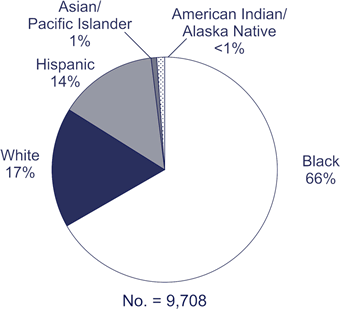 Asian/
Pacific Islander
1%
American Indian/
Alaska Native
<1%
Hispanic
14%
White
17%
Black
66%
No. = 9,708